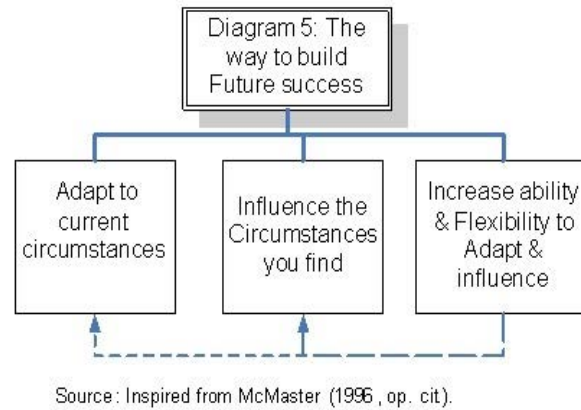 Diagram 5: The
way to build
Future success
Adapt to
current
circumstances
Influence the
Circumstances
you find
Increase ability
& Flexibility to
Adapt &
influence
Source: Inspired from McMaster (1996 , op. cit).